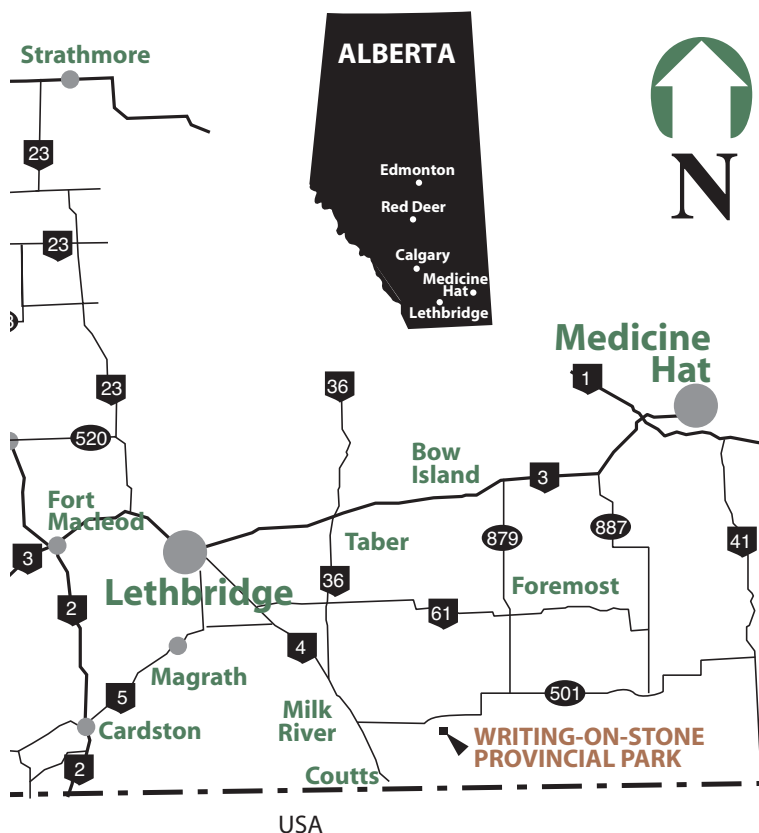 Strathmore
ALBERTA
Edmonton
Red Deer
Calgary
Medicine
Hat
Lethbridge
N
23
23
23
36
1
Medicine
Hat
520
Bow
Island
3
Fort
Macleod
879
887
41
Taber
3
Lethbridge
36
Foremost
2
61
4
Magrath
5
501
Milk
River
Cardston
WRITING-ON-STONE
PROVINCIAL PARK
2
Coutts
USA